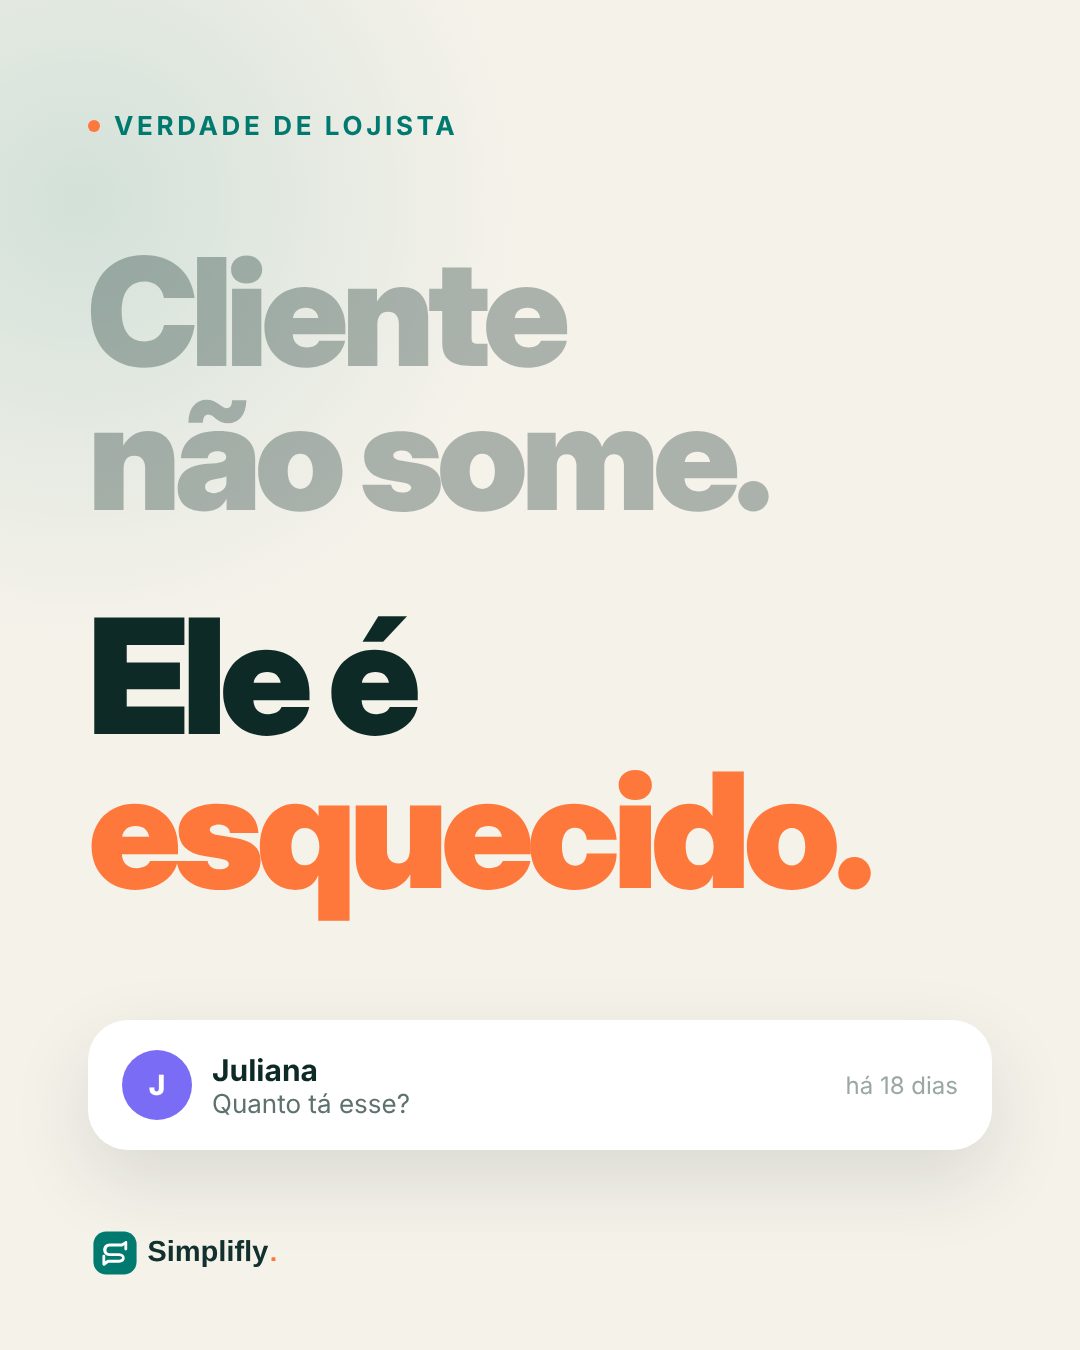 VERDADE DE LOJISTA
Cliente
não some.
Ele é
esquecido.
J
Juliana
Quanto tá esse?
há 18 dias
Simplifly.